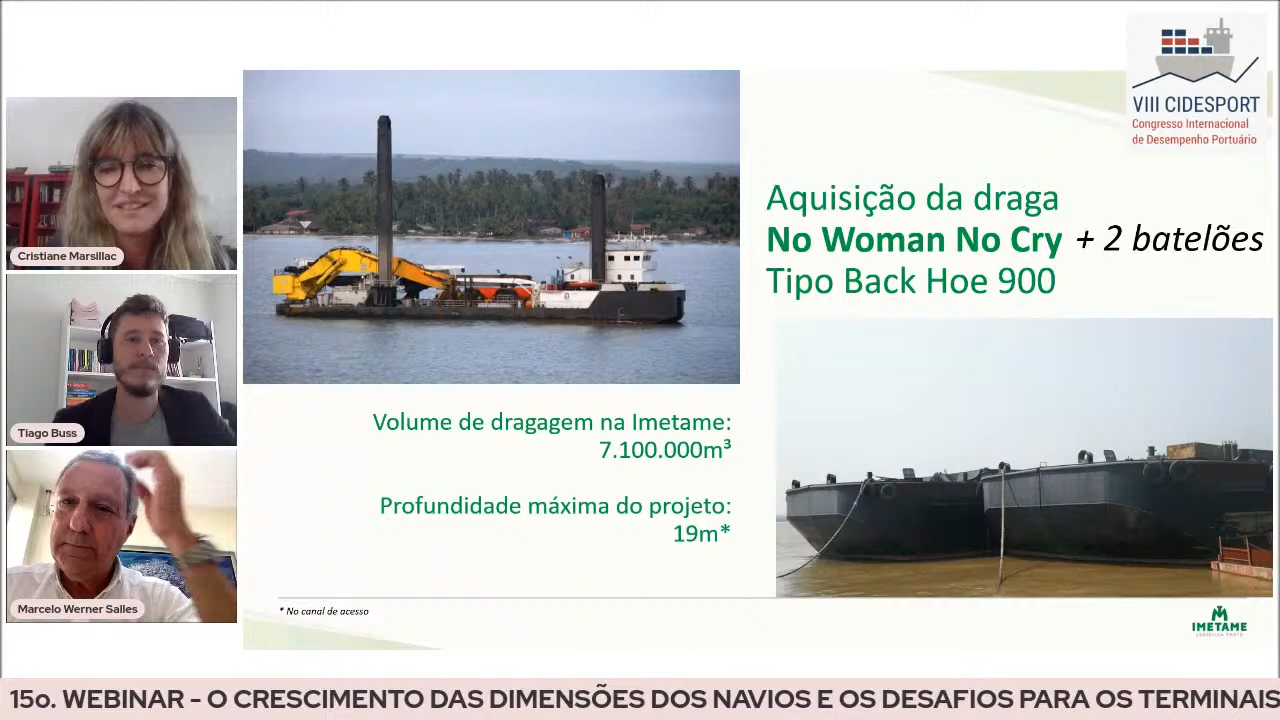 VIII CIDESPORT
Congresso Internacional
de Desempenho Portuário
Cristiane Marsillac
Tiago Buss
Marcelo Werner Salles
Aquisição da draga
No Woman No Cry + 2 batelões
Tipo Back Hoe 900
Volume de dragagem na Imetame:
7.100.000m³
Profundidade máxima do projeto:
19m*
* No canal de acesso
IMETAME
LOGÍSTICA PORTO
15o. WEBINAR - O CRESCIMENTO DAS DIMENSÕES DOS NAVIOS E OS DESAFIOS PARA OS TERMINAIS